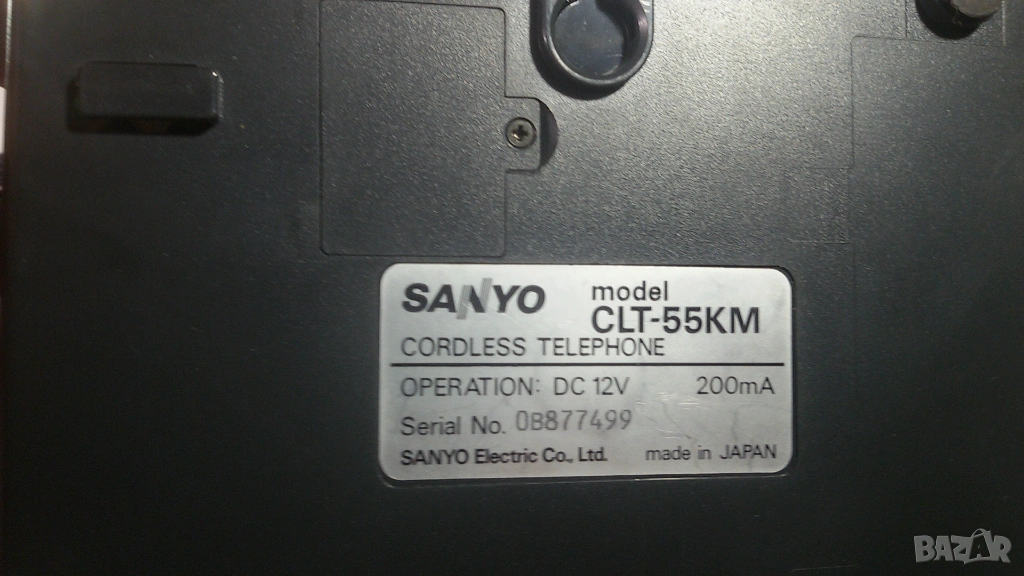 SANYO model CLT-55KM
CORDLESS TELEPHONE
OPERATION: DC 12V 200mA
Serial No. 0B877499
SANYO Electric Co., Ltd. made in JAPAN
BAZAR